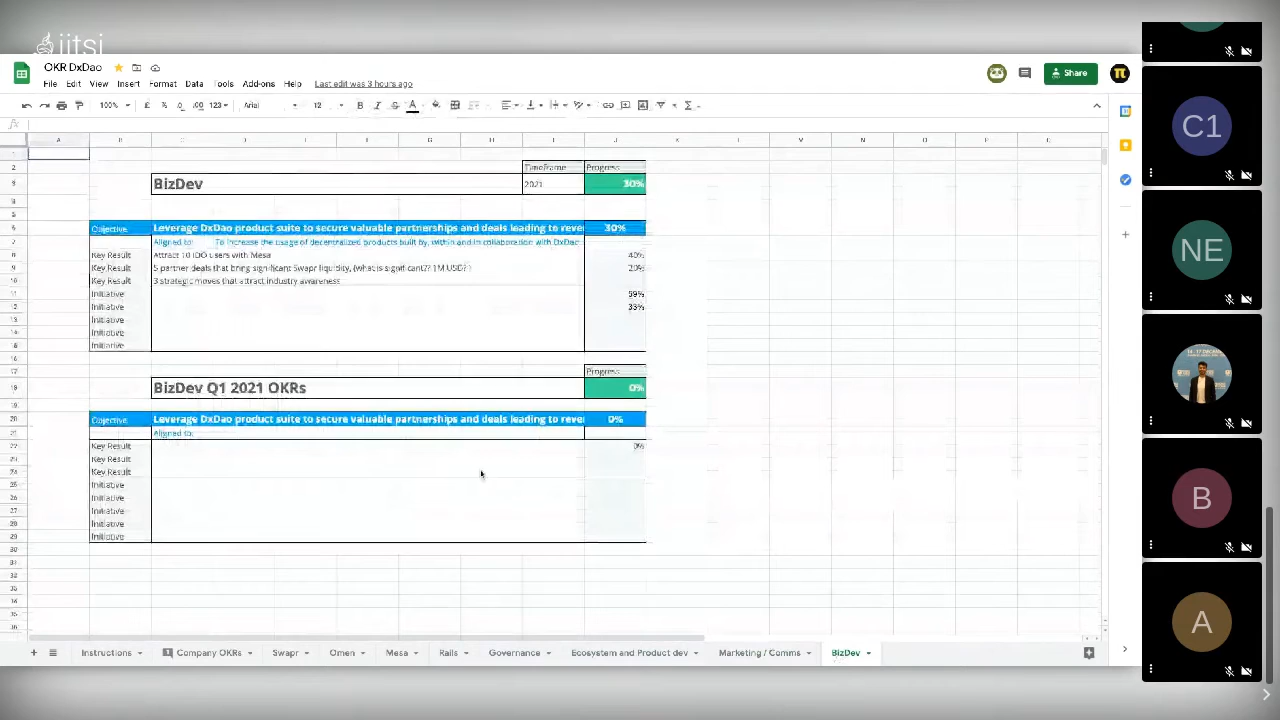 jitsi
OKR DxDao
File Edit View Insert Format Data Tools Add-ons Help Last edit was 3 hours ago
Share
100% £ % .0 .00 123 Arial 12
A B C D E F G H I J K L M N O P Q
Timeframe Progress
BizDev 2021 30%
Objective Leverage DxDao product suite to secure valuable partnerships and deals leading to reve 30%
Aligned to: To increase the usage of decentralized products built by, within and in collaboration with DxDao
Key Result Attract 10 IDO users with Mesa 40%
Key Result 5 partner deals that bring significant Swapr liquidity, (what is significant?? 1M USD? ) 20%
Key Result 3 strategic moves that attract industry awareness
Initiative 59%
Initiative 33%
Initiative
Initiative
Initiative
Progress
BizDev Q1 2021 OKRs 0%
Objective Leverage DxDao product suite to secure valuable partnerships and deals leading to reve 0%
Aligned to:
Key Result 0%
Key Result
Key Result
Initiative
Initiative
Initiative
Initiative
Initiative
Instructions Company OKRs Swapr Omen Mesa Rails Governance Ecosystem and Product dev Marketing / Comms BizDev
C1
NE
B
A